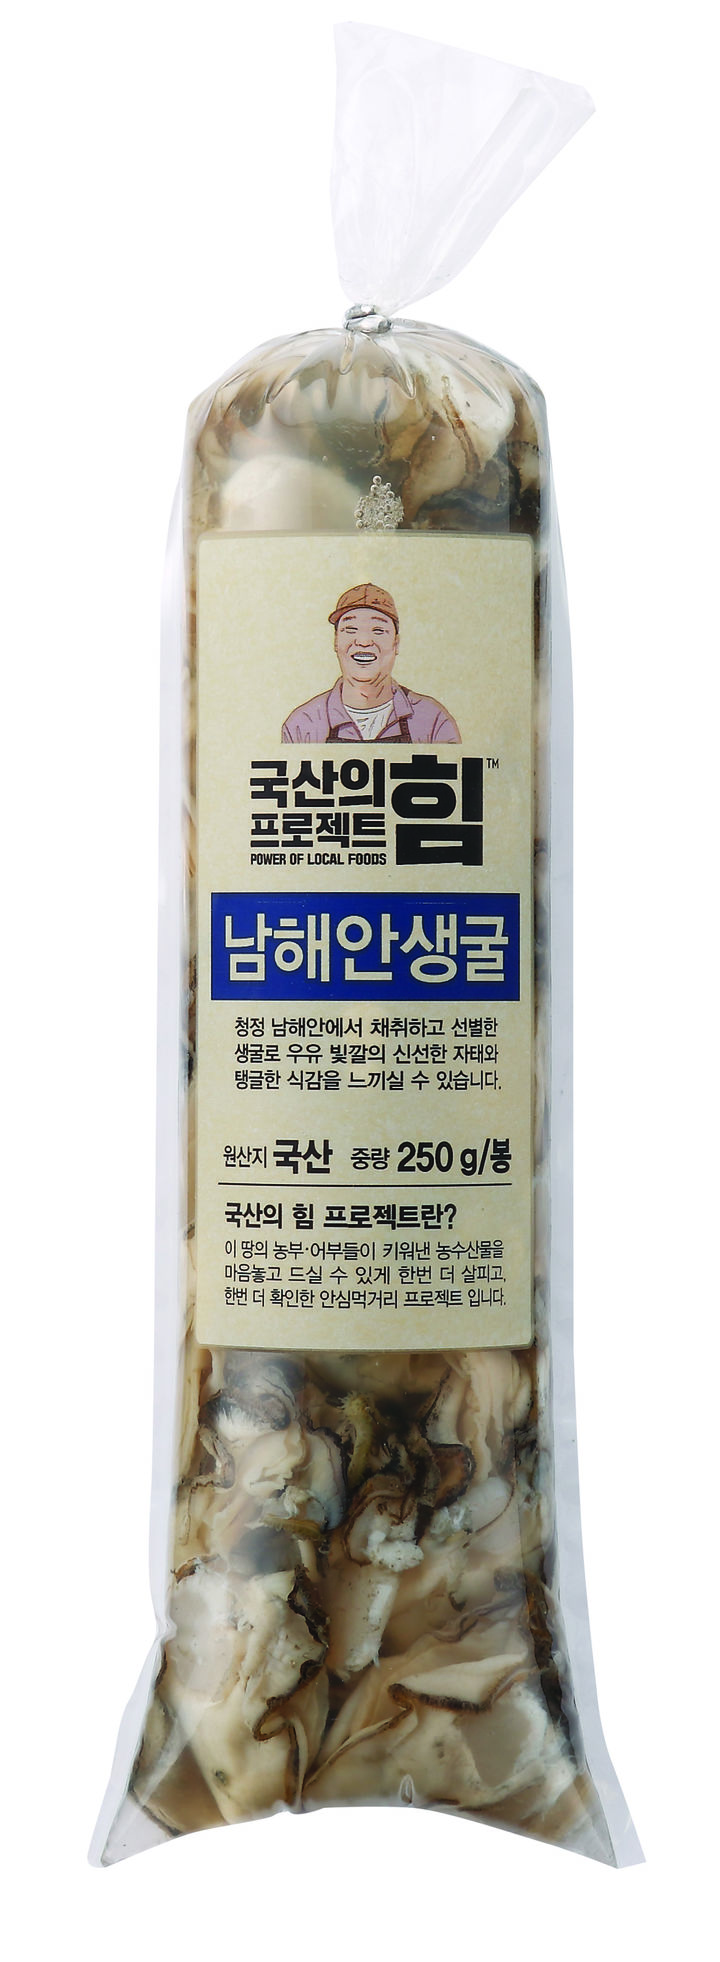 국산의 힘™
프로젝트
POWER OF LOCAL FOODS
남해안생굴
청정 남해안에서 채취하고 선별한
생굴로 우유 빛깔의 신선한 자태와
탱글한 식감을 느끼실 수 있습니다.
원산지 국산 중량 250 g/봉
국산의 힘 프로젝트란?
이 땅의 농부·어부들이 키워낸 농수산물을
마음놓고 드실 수 있게 한번 더 살피고,
한번 더 확인한 안심먹거리 프로젝트 입니다.